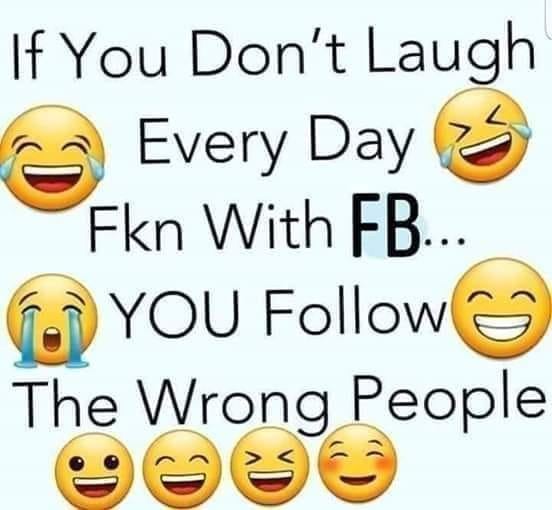 If You Don't Laugh
Every Day
Fkn With FB...
YOU Follow
The Wrong People